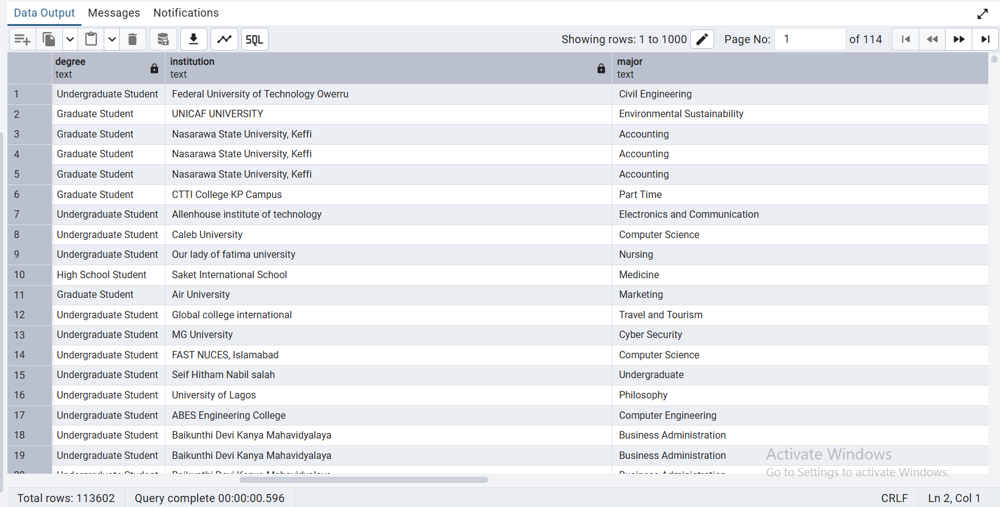 Data Output Messages Notifications
SQL Showing rows: 1 to 1000 Page No: 1 of 114
degree institution major
text text text
1 Undergraduate Student Federal University of Technology Owerru Civil Engineering
2 Graduate Student UNICAF UNIVERSITY Environmental Sustainability
3 Graduate Student Nasarawa State University, Keffi Accounting
4 Graduate Student Nasarawa State University, Keffi Accounting
5 Graduate Student Nasarawa State University, Keffi Accounting
6 Graduate Student CTTI College KP Campus Part Time
7 Undergraduate Student Allenhouse institute of technology Electronics and Communication
8 Undergraduate Student Caleb University Computer Science
9 Undergraduate Student Our lady of fatima university Nursing
10 High School Student Saket International School Medicine
11 Graduate Student Air University Marketing
12 Undergraduate Student Global college international Travel and Tourism
13 Undergraduate Student MG University Cyber Security
14 Undergraduate Student FAST NUCES, Islamabad Computer Science
15 Undergraduate Student Seif Hitham Nabil salah Undergraduate
16 Undergraduate Student University of Lagos Philosophy
17 Undergraduate Student ABES Engineering College Computer Engineering
18 Undergraduate Student Baikunthi Devi Kanya Mahavidyalaya Business Administration
19 Undergraduate Student Baikunthi Devi Kanya Mahavidyalaya Business Administration
Activate Windows
Go to Settings to activate Windows.
Total rows: 113602 Query complete 00:00:00.596 CRLF Ln 2, Col 1